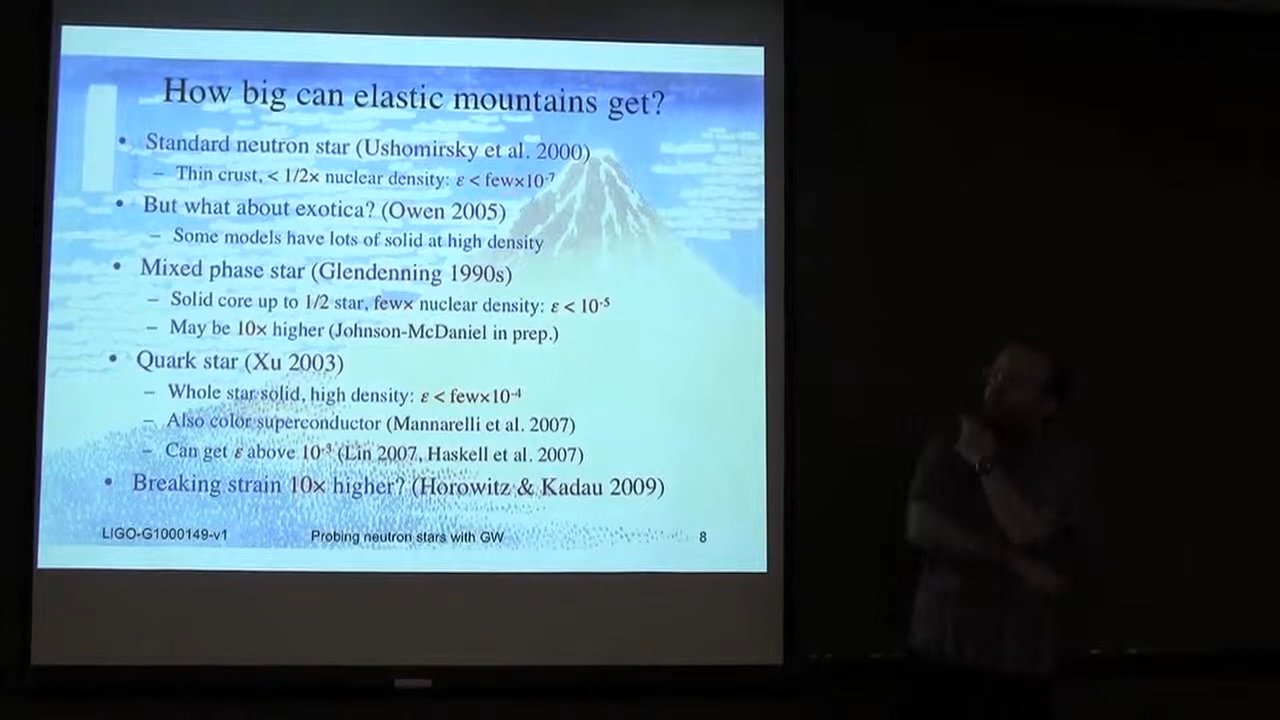 How big can elastic mountains get?
• Standard neutron star (Ushomirsky et al. 2000)
– Thin crust, < 1/2× nuclear density: ε < few×10⁻⁷
• But what about exotica? (Owen 2005)
– Some models have lots of solid at high density
• Mixed phase star (Glendenning 1990s)
– Solid core up to 1/2 star, few× nuclear density: ε < 10⁻⁵
– May be 10× higher (Johnson-McDaniel in prep.)
• Quark star (Xu 2003)
– Whole star solid, high density: ε < few×10⁻⁴
– Also color superconductor (Mannarelli et al. 2007)
– Can get ε above 10⁻³ (Lin 2007, Haskell et al. 2007)
• Breaking strain 10× higher? (Horowitz & Kadau 2009)
LIGO-G1000149-v1 Probing neutron stars with GW 8